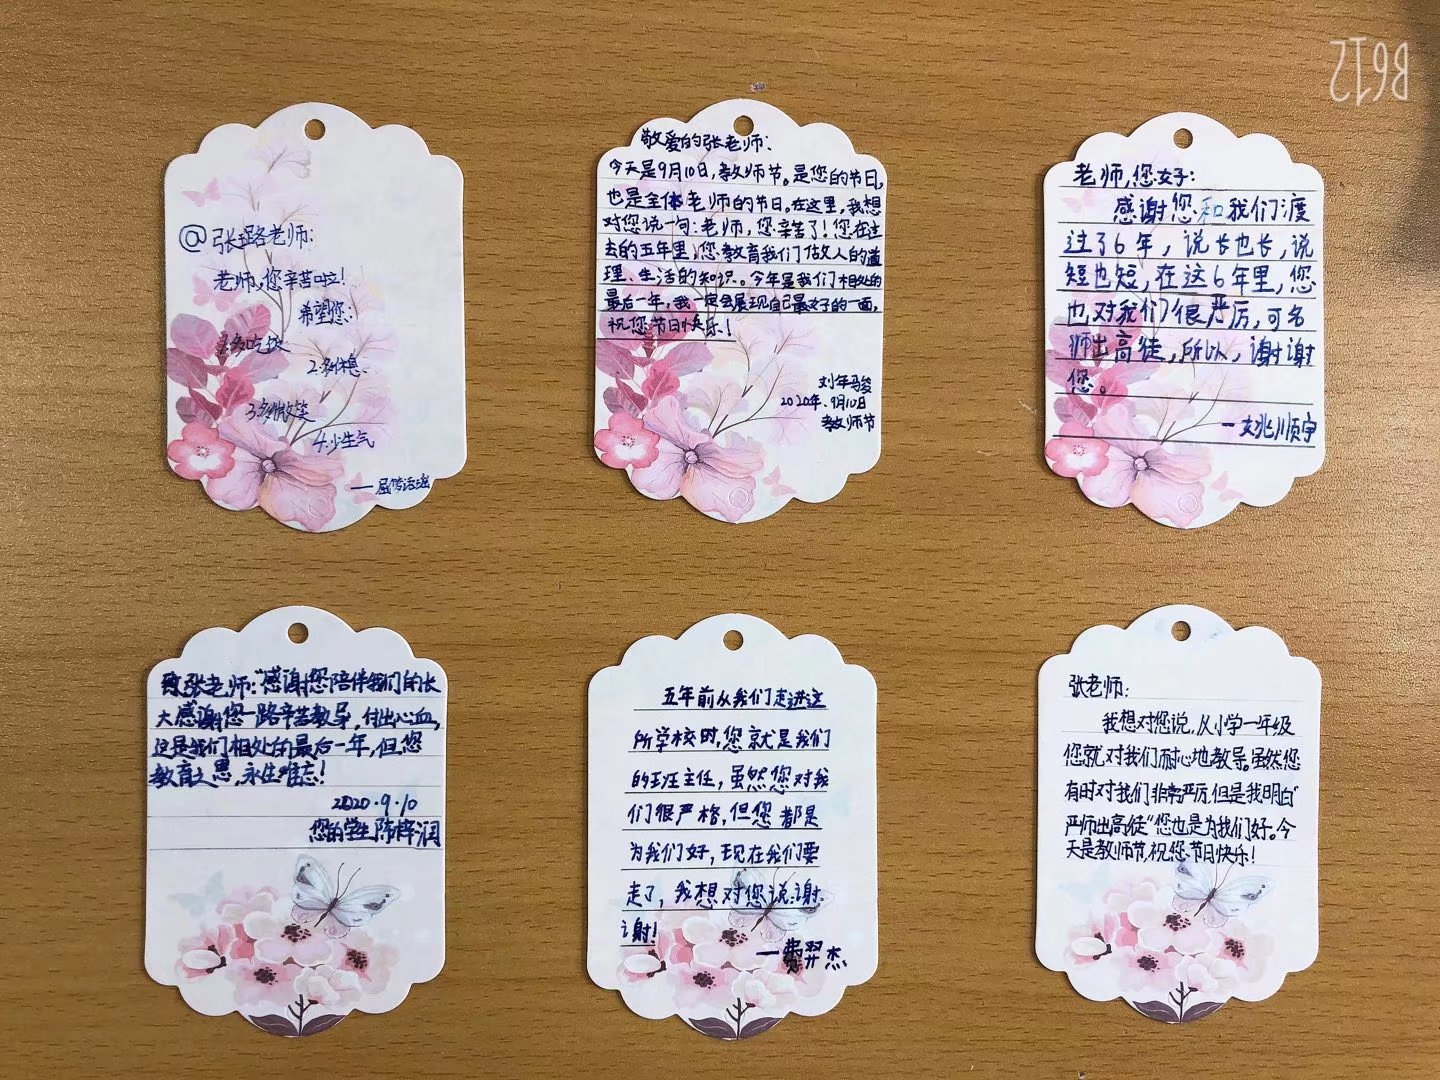 @张璐老师:
老师,您辛苦啦!
希望您:
1.多吃饭
2.多休息、
3.多微笑
4.少生气
敬爱的张老师:
今天是9月10日,教师节。是您的节日,
也是全体老师的节日。在这里,我想
对您说一句:老师,您辛苦了!您在过
去的五年里,您教育我们做人的道
理、生活的知识。今年是我们相处的
最后一年,我一定会展现自己最好的一面,
祝您节日快乐!
刘年骏
2020年9月10日
教师节
老师,您好:
感谢您和我们渡
过了6年,说长也长,说
短也短,在这6年里,您
也对我们很严厉,可名
师出高徒,所以,谢谢
您。
—姚顺宇
致张老师:“感谢您陪伴我们的长
大感谢您一路辛苦教导,付出心血,
这是我们相处的最后一年,但您
教育之恩,永生难忘!
2020.9.10
您的学生陈梓润
五年前从我们走进这
所学校时,您就是我们
的班主任,虽然您对我
们很严格,但您都是
为我们好,现在我们要
走了,我想对您说:谢
谢!
—费羿杰
张老师:
我想对您说,从小学一年级
您就对我们耐心地教导。虽然您
有时对我们非常严厉,但是我明白“
严师出高徒”您也是为我们好。今
天是教师节,祝您节日快乐!
B612